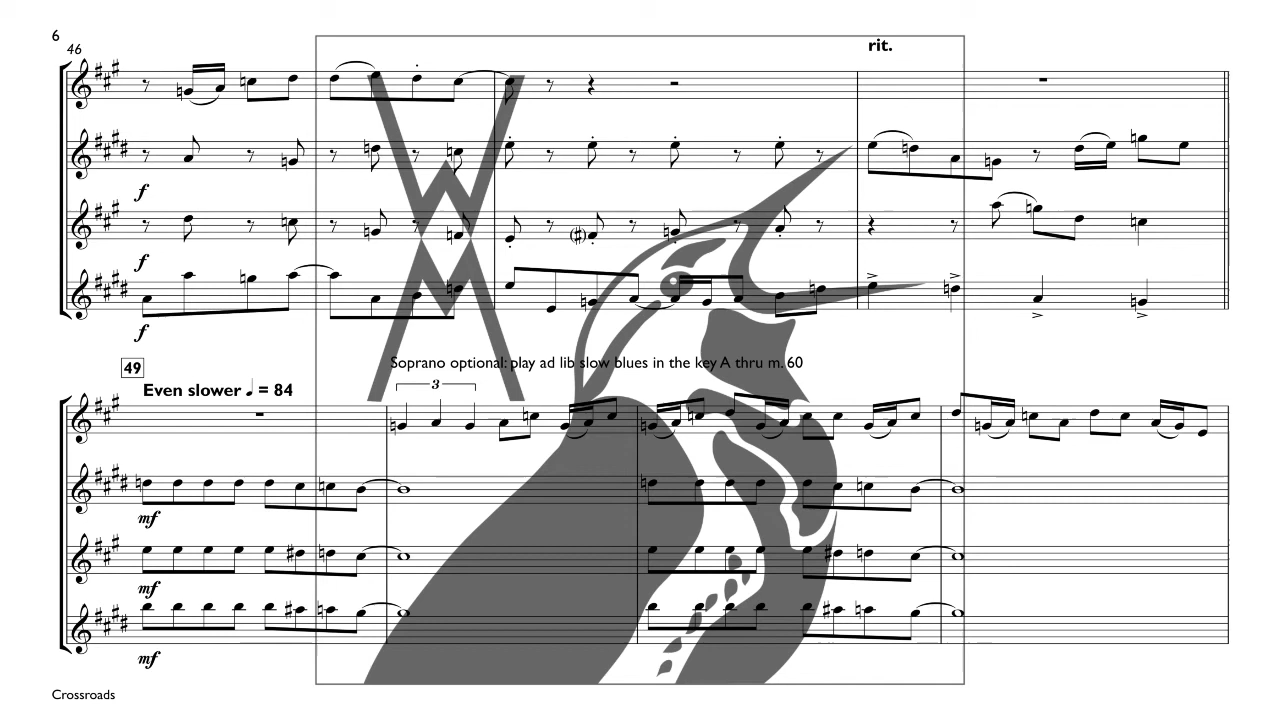 6
46
rit.
f
f
f
Soprano optional: play ad lib slow blues in the key A thru m. 60
49
Even slower ♩ = 84
3
mf
mf
mf
Crossroads